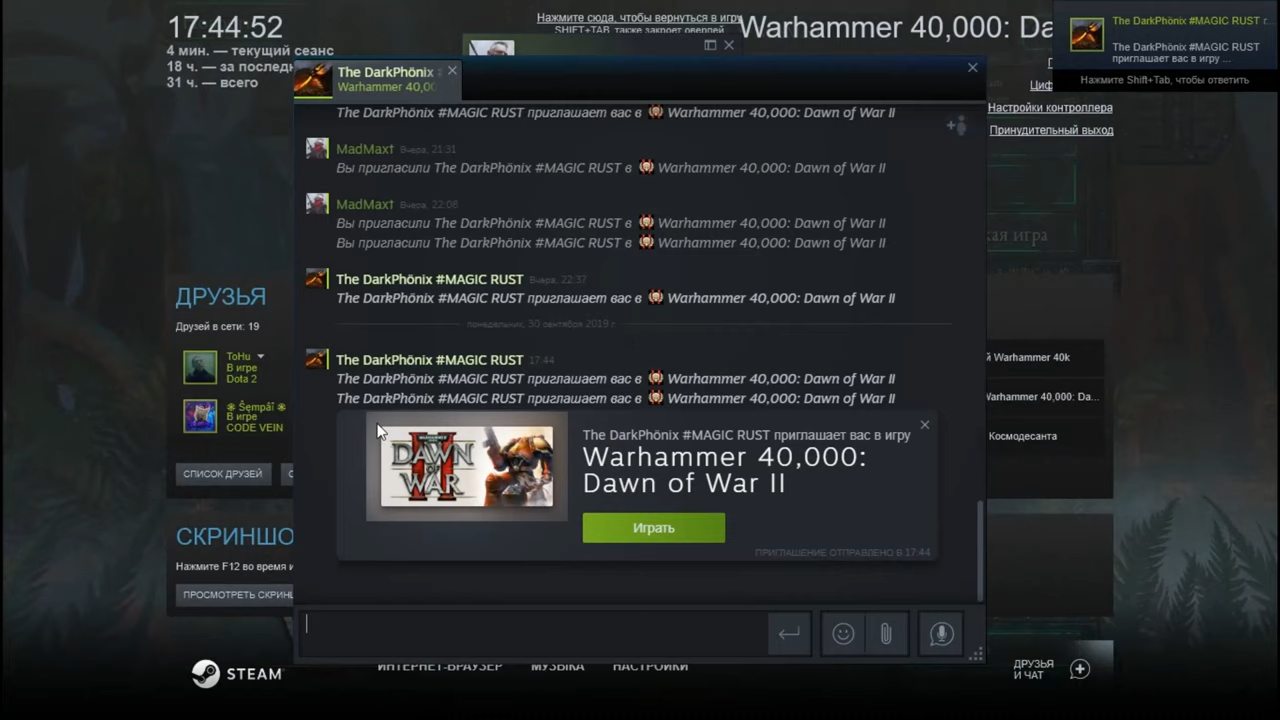 17:44:52
4 мин. — текущий сеанс
18 ч. — за последн
31 ч. — всего
Нажмите сюда, чтобы вернуться в игру
SHIFT+TAB также закроет оверлей
Warhammer 40,000: Da
The DarkPhönix #MAGIC RUST
The DarkPhönix #MAGIC RUST
приглашает вас в игру ...
Нажмите Shift+Tab, чтобы ответить
Настройки контроллера
Принудительный выход
The DarkPhönix
Warhammer 40,0
The DarkPhönix #MAGIC RUST приглашает вас в Warhammer 40,000: Dawn of War II
MadMax† Вчера, 21:31
Вы пригласили The DarkPhönix #MAGIC RUST в Warhammer 40,000: Dawn of War II
MadMax† Вчера, 22:06
Вы пригласили The DarkPhönix #MAGIC RUST в Warhammer 40,000: Dawn of War II
Вы пригласили The DarkPhönix #MAGIC RUST в Warhammer 40,000: Dawn of War II
The DarkPhönix #MAGIC RUST Вчера, 22:37
The DarkPhönix #MAGIC RUST приглашает вас в Warhammer 40,000: Dawn of War II
понедельник, 30 сентября 2019 г.
The DarkPhönix #MAGIC RUST 17:44
The DarkPhönix #MAGIC RUST приглашает вас в Warhammer 40,000: Dawn of War II
The DarkPhönix #MAGIC RUST приглашает вас в Warhammer 40,000: Dawn of War II
DAWN OF WAR II
The DarkPhönix #MAGIC RUST приглашает вас в игру
Warhammer 40,000:
Dawn of War II
Играть
ПРИГЛАШЕНИЕ ОТПРАВЛЕНО В 17:44
ДРУЗЬЯ
Друзей в сети: 19
ToHu
В игре
Dota 2
❋ Šempâî ❋
В игре
CODE VEIN
СПИСОК ДРУЗЕЙ
СКРИНШО
Нажмите F12 во время и
ПРОСМОТРЕТЬ СКРИН
кая игра
й Warhammer 40k
Warhammer 40,000: Da...
Космодесанта
STEAM
ИНТЕРНЕТ-БРАУЗЕР
МУЗЫКА
НАСТРОЙКИ
ДРУЗЬЯ
И ЧАТ